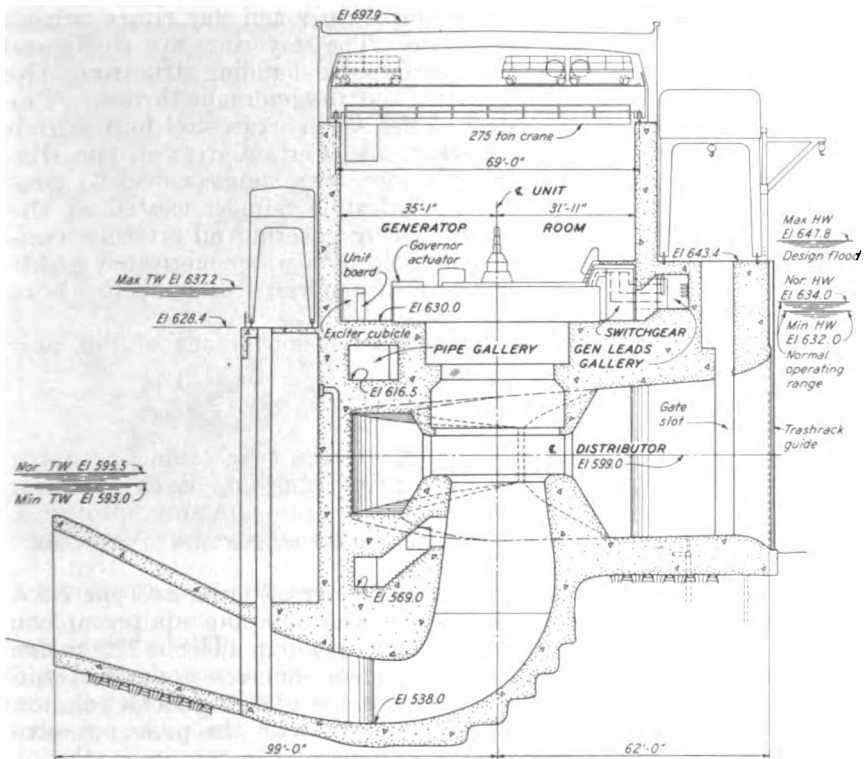 El 697.9
275 ton crane
69'-0"
℄ UNIT
35'-1"
31'-11"
GENERATOR
ROOM
Governor
actuator
Unit
board
Max HW
El 647.8
Design flood
El 643.4
Max TW El 637.2
Nor HW
El 634.0
El 630.0
El 628.4
Min HW
El 632.0
Normal
operating
range
Exciter cubicle
SWITCHGEAR
PIPE GALLERY
GEN LEADS
GALLERY
El 616.5
Gate
slot
Trashrack
guide
℄ DISTRIBUTOR
El 599.0
Nor TW El 595.5
Min TW El 593.0
El 569.0
El 538.0
99'-0"
62'-0"